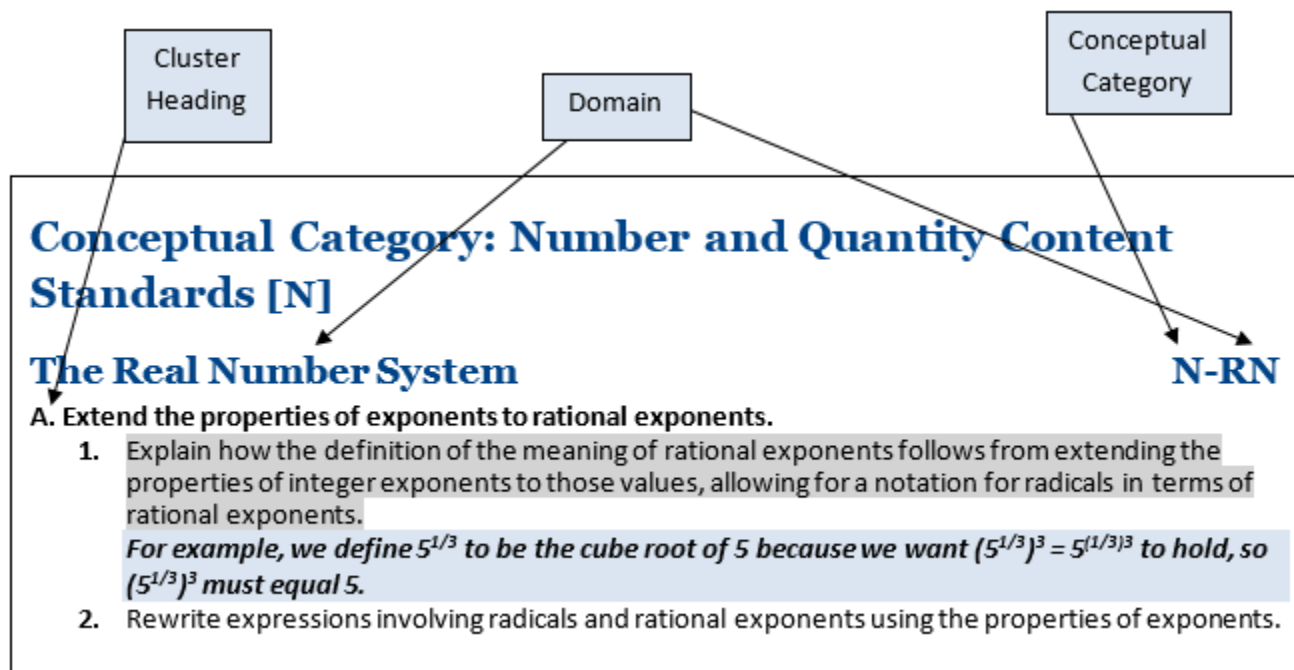 Cluster
Heading
Domain
Conceptual
Category
Conceptual Category: Number and Quantity Content
Standards [N]
The Real Number System N-RN
A. Extend the properties of exponents to rational exponents.
1. Explain how the definition of the meaning of rational exponents follows from extending the
properties of integer exponents to those values, allowing for a notation for radicals in terms of
rational exponents.
For example, we define 5^{1/3} to be the cube root of 5 because we want (5^{1/3})^3 = 5^{(1/3)3} to hold, so
(5^{1/3})^3 must equal 5.
2. Rewrite expressions involving radicals and rational exponents using the properties of exponents.